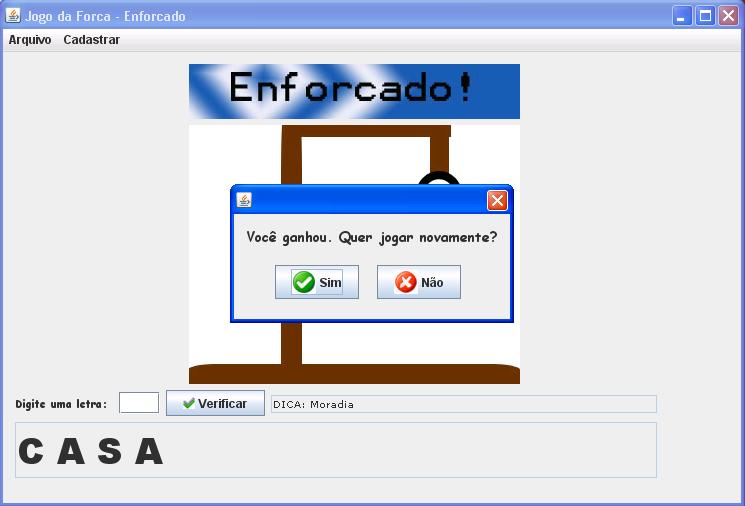 Jogo da Forca - Enforcado
Arquivo Cadastrar
Enforcado!
Você ganhou. Quer jogar novamente?
Sim Não
Digite uma letra: Verificar DICA: Moradia
C A S A